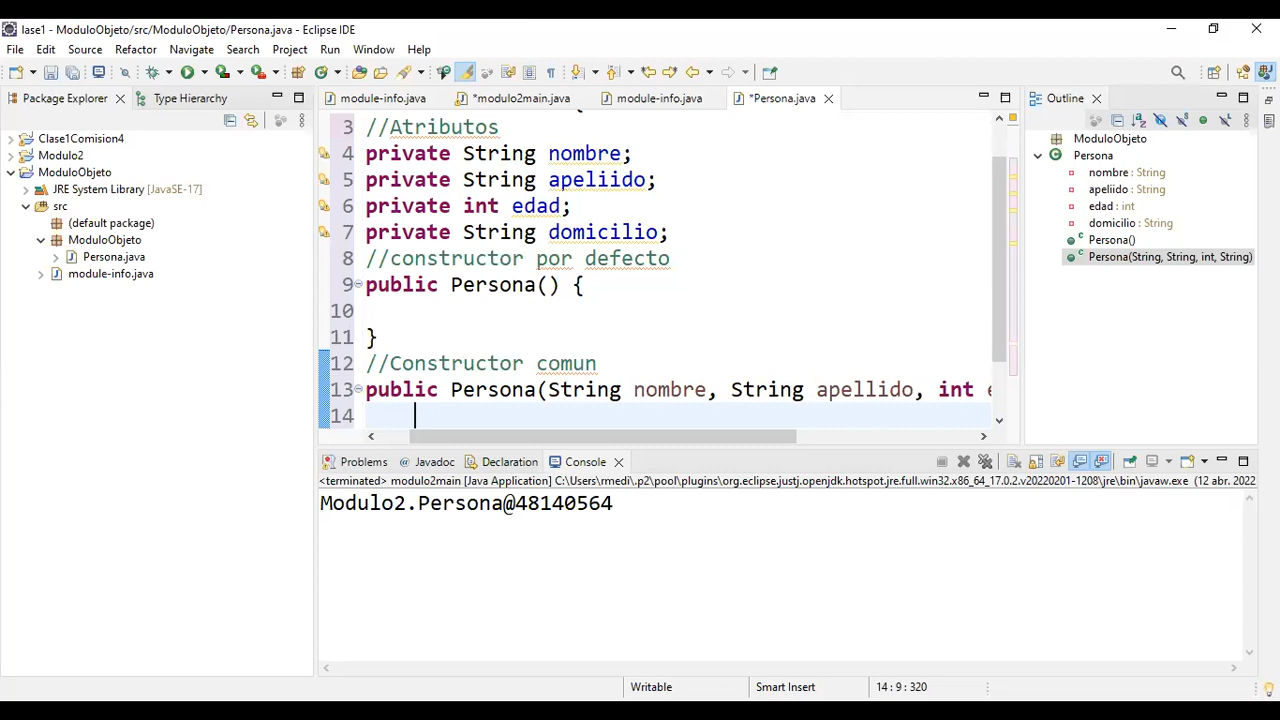 lase1 - ModuloObjeto/src/ModuloObjeto/Persona.java - Eclipse IDE
File Edit Source Refactor Navigate Search Project Run Window Help
Package Explorer Type Hierarchy module-info.java *modulo2main.java module-info.java *Persona.java Outline
Clase1Comision4
Modulo2
ModuloObjeto
JRE System Library [JavaSE-17]
src
(default package)
ModuloObjeto
Persona.java
module-info.java
3 //Atributos
4 private String nombre;
5 private String apeliido;
6 private int edad;
7 private String domicilio;
8 //constructor por defecto
9 public Persona() {
10
11 }
12 //Constructor comun
13 public Persona(String nombre, String apellido, int e
14
ModuloObjeto
Persona
nombre : String
apeliido : String
edad : int
domicilio : String
Persona()
Persona(String, String, int, String)
Problems Javadoc Declaration Console
<terminated> modulo2main [Java Application] C:\Users\rmedi\.p2\pool\plugins\org.eclipse.justj.openjdk.hotspot.jre.full.win32.x86_64_17.0.2.v20220201-1208\jre\bin\javaw.exe (12 abr. 2022
Modulo2.Persona@48140564
Writable Smart Insert 14 : 9 : 320